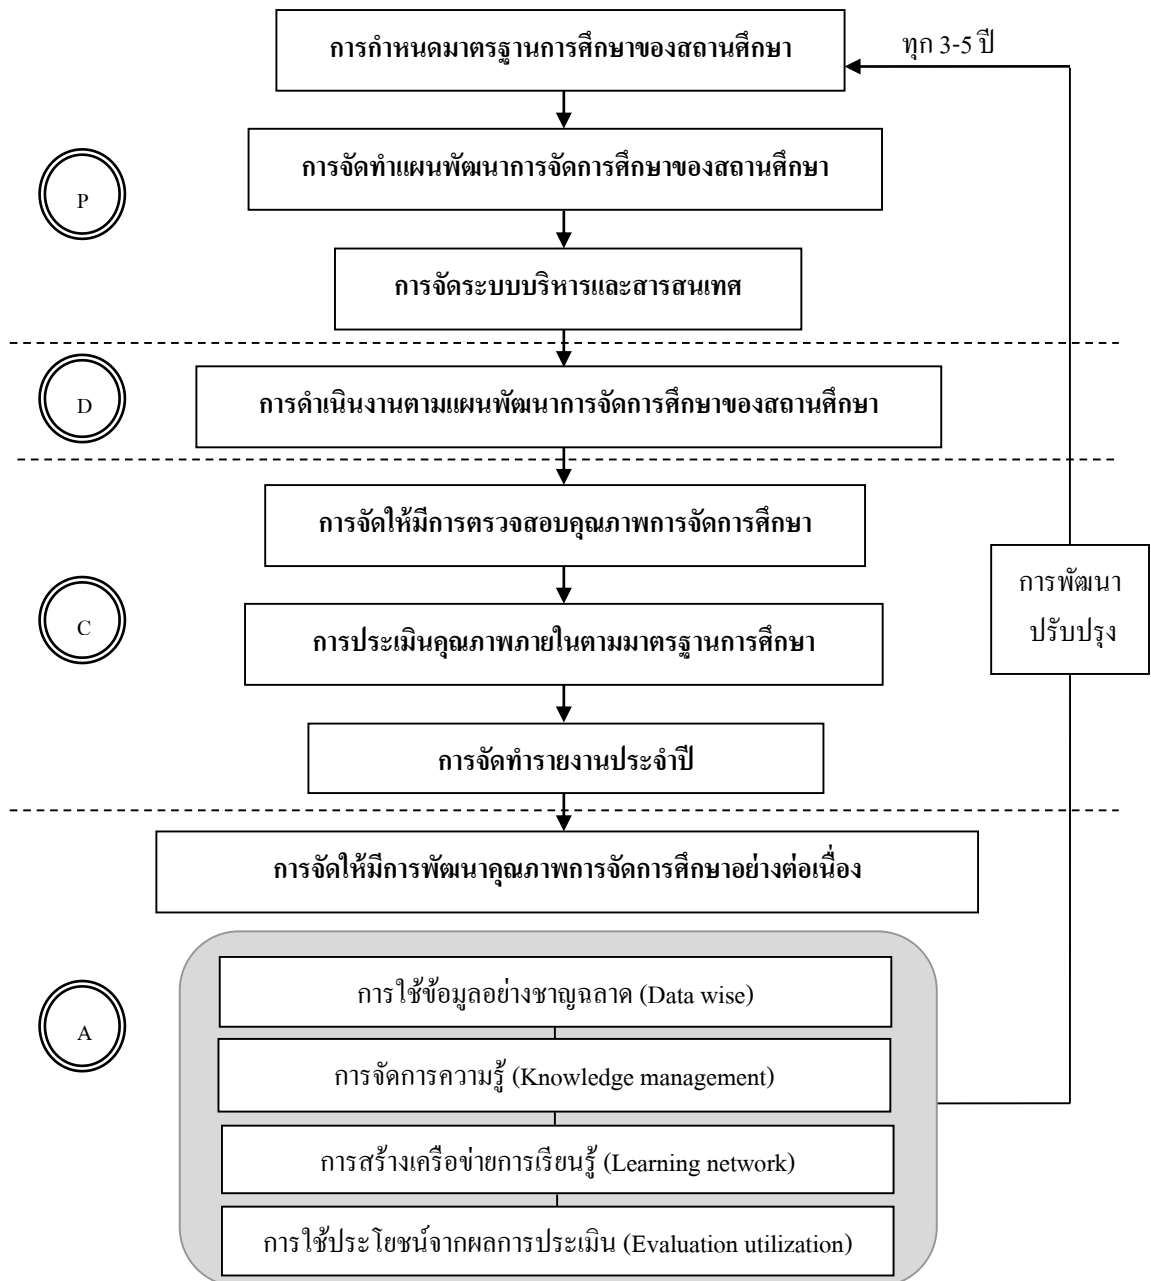 การกำหนดมาตรฐานการศึกษาของสถานศึกษา
ทุก 3-5 ปี
การจัดทำแผนพัฒนาการจัดการศึกษาของสถานศึกษา
P
การจัดระบบบริหารและสารสนเทศ
D
การดำเนินงานตามแผนพัฒนาการจัดการศึกษาของสถานศึกษา
การจัดให้มีการตรวจสอบคุณภาพการจัดการศึกษา
การพัฒนา
ปรับปรุง
C
การประเมินคุณภาพภายในตามมาตรฐานการศึกษา
การจัดทำรายงานประจำปี
การจัดให้มีการพัฒนาคุณภาพการจัดการศึกษาอย่างต่อเนื่อง
การใช้ข้อมูลอย่างชาญฉลาด (Data wise)
A
การจัดการความรู้ (Knowledge management)
การสร้างเครือข่ายการเรียนรู้ (Learning network)
การใช้ประโยชน์จากผลการประเมิน (Evaluation utilization)